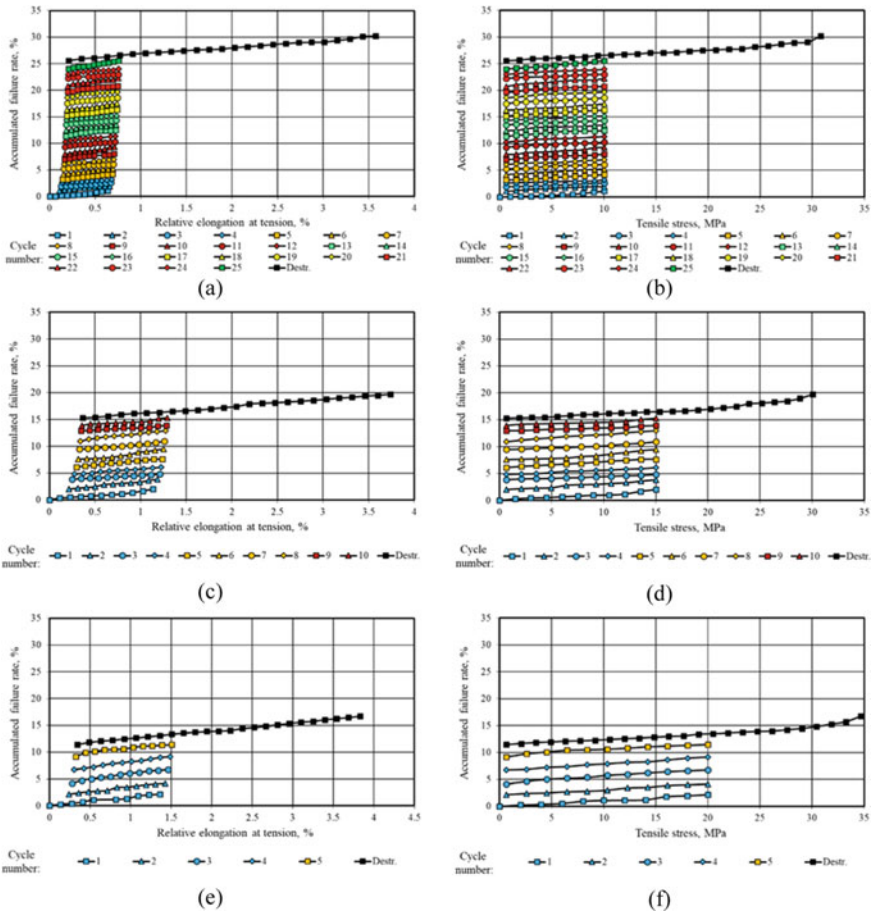 35
30
25
20
15
10
5
0
Accumulated failure rate, %
0 0.5 1 1.5 2 2.5 3 3.5 4
Relative elongation at tension, %
Cycle number:
1 2 3 4 5 6 7
8 9 10 11 12 13 14
15 16 17 18 19 20 21
22 23 24 25 Destr.
(a)
35
30
25
20
15
10
5
0
Accumulated failure rate, %
0 5 10 15 20 25 30 35
Tensile stress, MPa
Cycle number:
1 2 3 4 5 6 7
8 9 10 11 12 13 14
15 16 17 18 19 20 21
22 23 24 25 Destr.
(b)
35
30
25
20
15
10
5
0
Accumulated failure rate, %
0 0.5 1 1.5 2 2.5 3 3.5 4
Relative elongation at tension, %
Cycle
number:
1 2 3 4 5 6 7 8 9 10 Destr.
(c)
35
30
25
20
15
10
5
0
Accumulated failure rate, %
0 5 10 15 20 25 30 35
Tensile stress, MPa
Cycle
number:
1 2 3 4 5 6 7 8 9 10 Destr.
(d)
35
30
25
20
15
10
5
0
Accumulated failure rate, %
0 0.5 1 1.5 2 2.5 3 3.5 4 4.5
Relative elongation at tension, %
Cycle
number:
1 2 3 4 5 Destr.
(e)
35
30
25
20
15
10
5
0
Accumulated failure rate, %
0 5 10 15 20 25 30 35
Tensile stress, MPa
Cycle
number:
1 2 3 4 5 Destr.
(f)